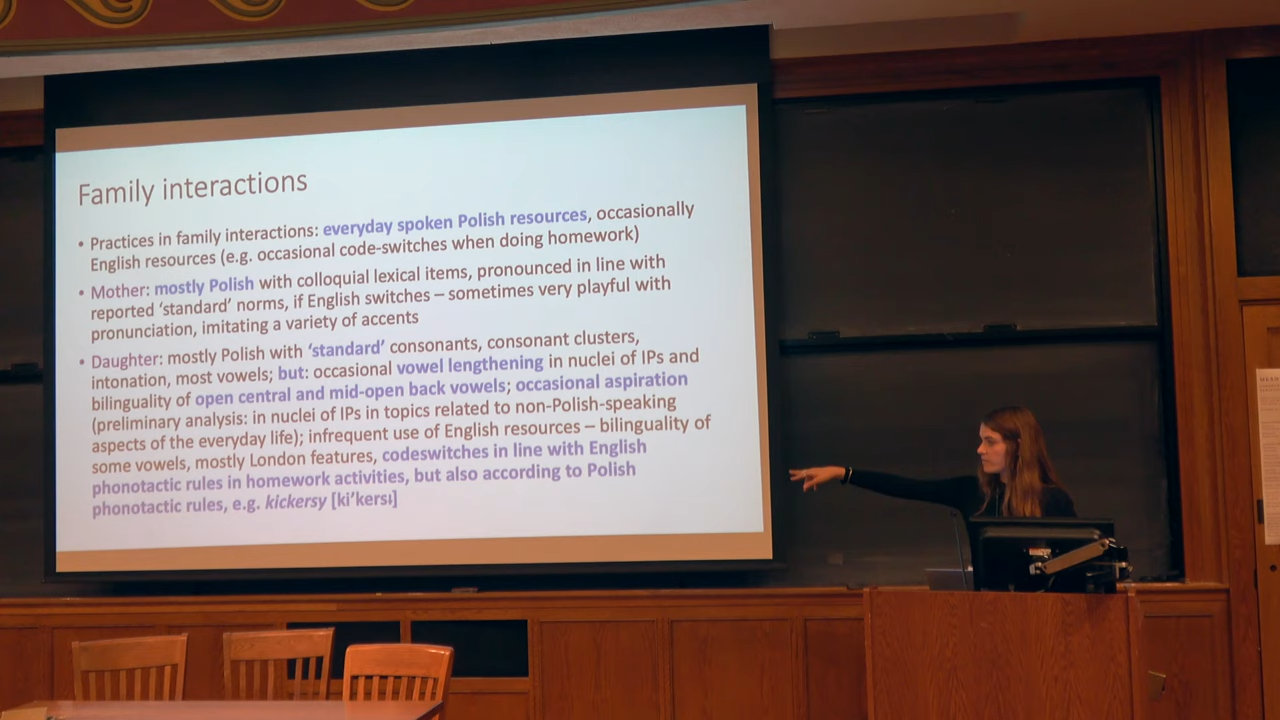 Family interactions
• Practices in family interactions: everyday spoken Polish resources, occasionally
English resources (e.g. occasional code-switches when doing homework)
• Mother: mostly Polish with colloquial lexical items, pronounced in line with
reported ‘standard’ norms, if English switches – sometimes very playful with
pronunciation, imitating a variety of accents
• Daughter: mostly Polish with ‘standard’ consonants, consonant clusters,
intonation, most vowels; but: occasional vowel lengthening in nuclei of IPs and
bilinguality of open central and mid-open back vowels; occasional aspiration
(preliminary analysis: in nuclei of IPs in topics related to non-Polish-speaking
aspects of the everyday life); infrequent use of English resources – bilinguality of
some vowels, mostly London features, codeswitches in line with English
phonotactic rules in homework activities, but also according to Polish
phonotactic rules, e.g. kickersy [ki’kersɨ]